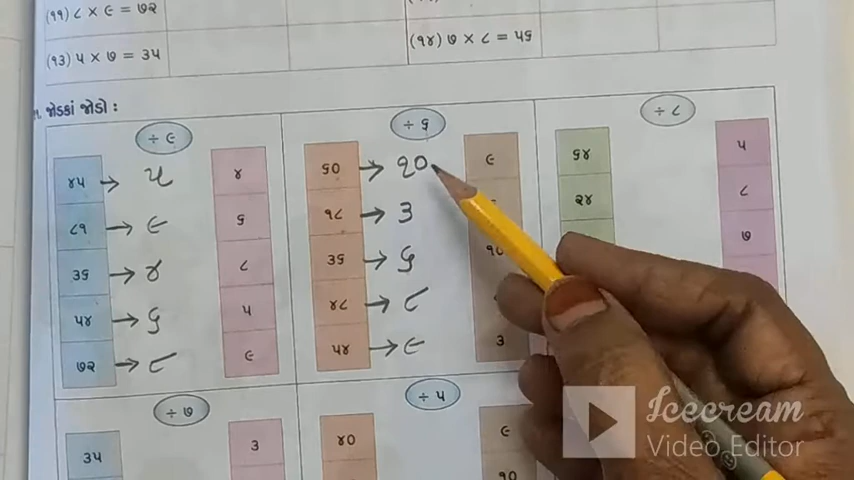 (૧૧) ૮ × ૯ = ૭૨
(૧૩) ૫ × ૭ = ૩૫
(૧૪) ૭ × ૮ = ૫૬
જોડકાં જોડો :
÷ ૯
÷ ૬
÷ ૮
૪૫ → ૫
૪
૬૦ → ૧૦
૯
૬૪
૫
૮૧ → ૯
૬
૧૮ → ૩
૨૪
૮
૩૬ → ૪
૮
૩૬ → ૬
૧૦
૭
૫૪ → ૬
૫
૪૮ → ૮
૭૨ → ૮
૯
૫૪ → ૯
૩
÷ ૭
÷ ૫
૩૫
૩
૪૦
૯
૧૦
Icecream
Video Editor